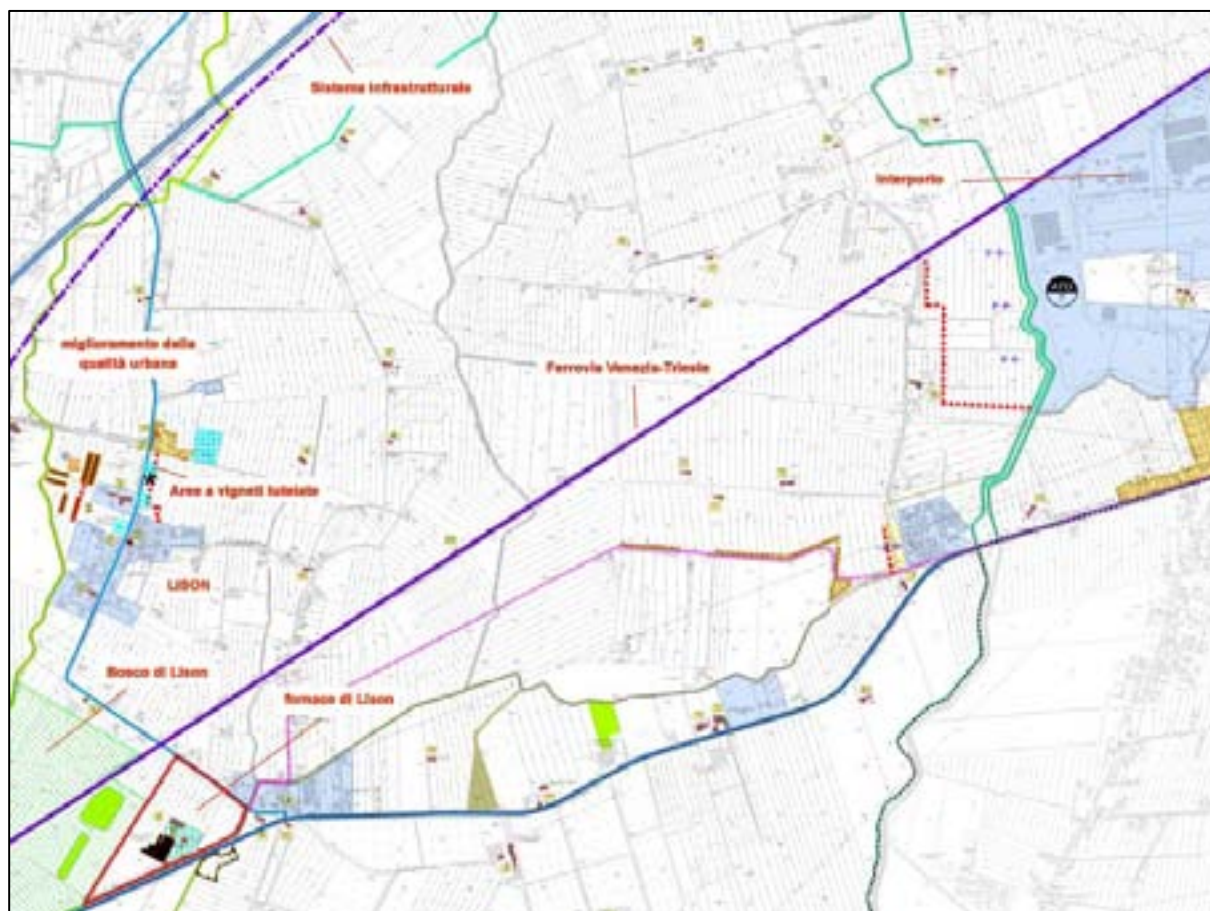 Sistema infrastrutturale
Interporto
miglioramento della
qualità urbana
Ferrovia Venezia-Trieste
Aree a vigneti tutelate
LISON
Bosco di Lison
fornace di Lison